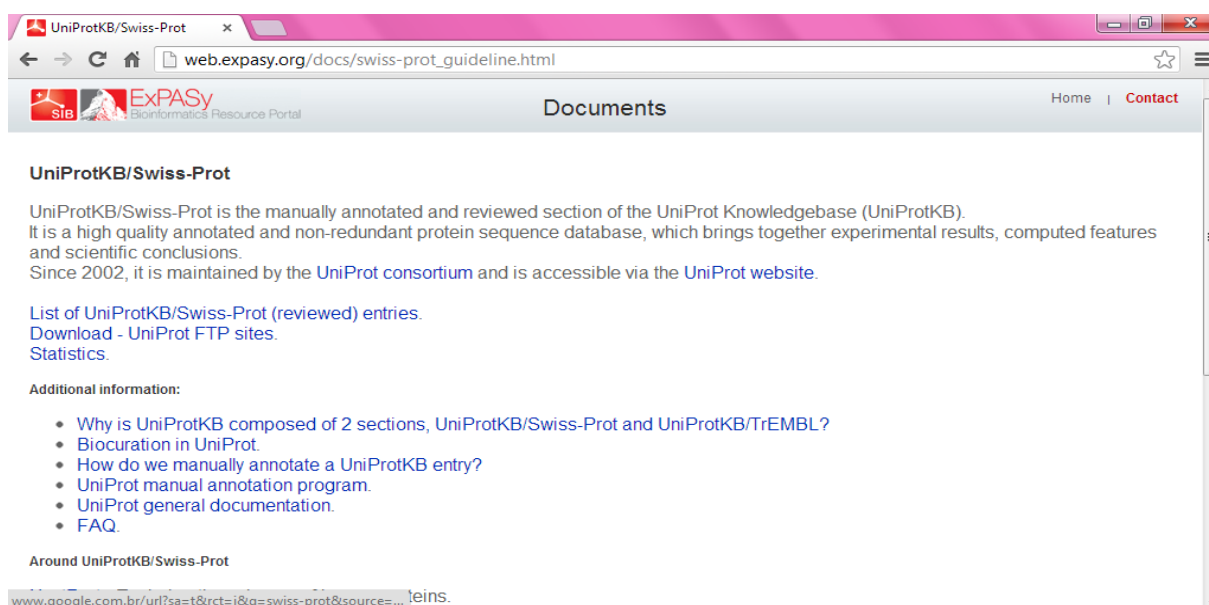 UniProtKB/Swiss-Prot
web.expasy.org/docs/swiss-prot_guideline.html
SIB
ExPASy
Bioinformatics Resource Portal
Documents
Home | Contact
UniProtKB/Swiss-Prot
UniProtKB/Swiss-Prot is the manually annotated and reviewed section of the UniProt Knowledgebase (UniProtKB).
It is a high quality annotated and non-redundant protein sequence database, which brings together experimental results, computed features
and scientific conclusions.
Since 2002, it is maintained by the UniProt consortium and is accessible via the UniProt website.
List of UniProtKB/Swiss-Prot (reviewed) entries.
Download - UniProt FTP sites.
Statistics.
Additional information:
Why is UniProtKB composed of 2 sections, UniProtKB/Swiss-Prot and UniProtKB/TrEMBL?
Biocuration in UniProt.
How do we manually annotate a UniProtKB entry?
UniProt manual annotation program.
UniProt general documentation.
FAQ.
Around UniProtKB/Swiss-Prot
teins.
www.google.com.br/url?sa=t&rct=j&q=swiss-prot&source=...